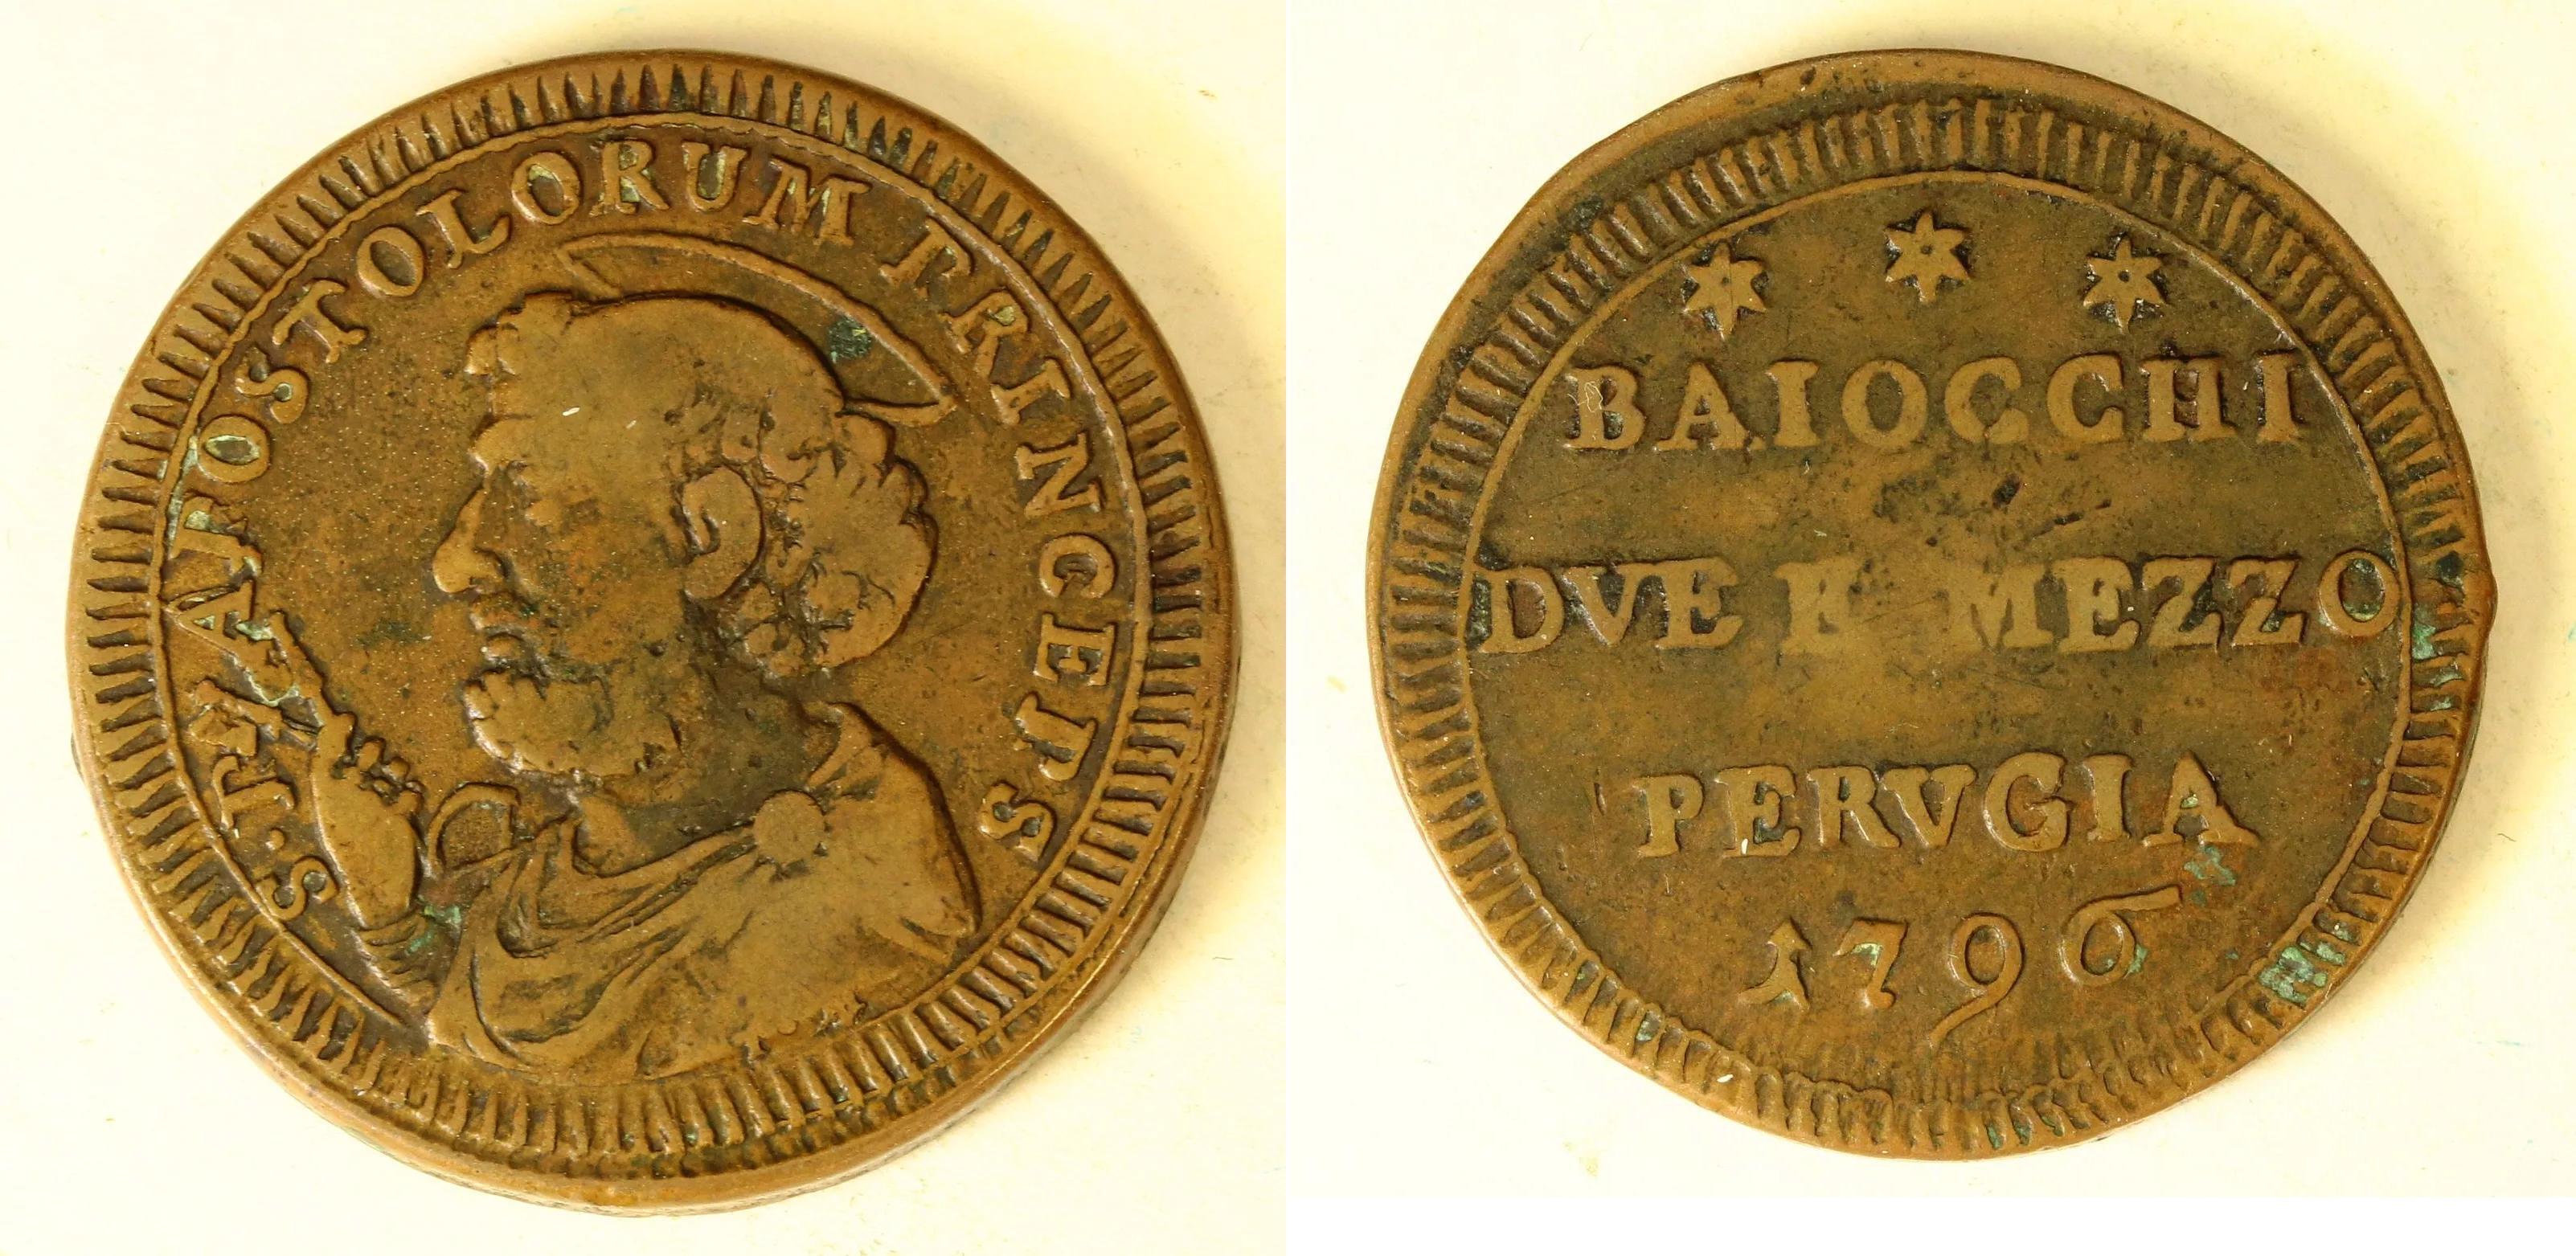 S. P. APOSTOLORUM PRINCEPS
BAIOCCHI
DVE E MEZZO
PERVGIA
1796